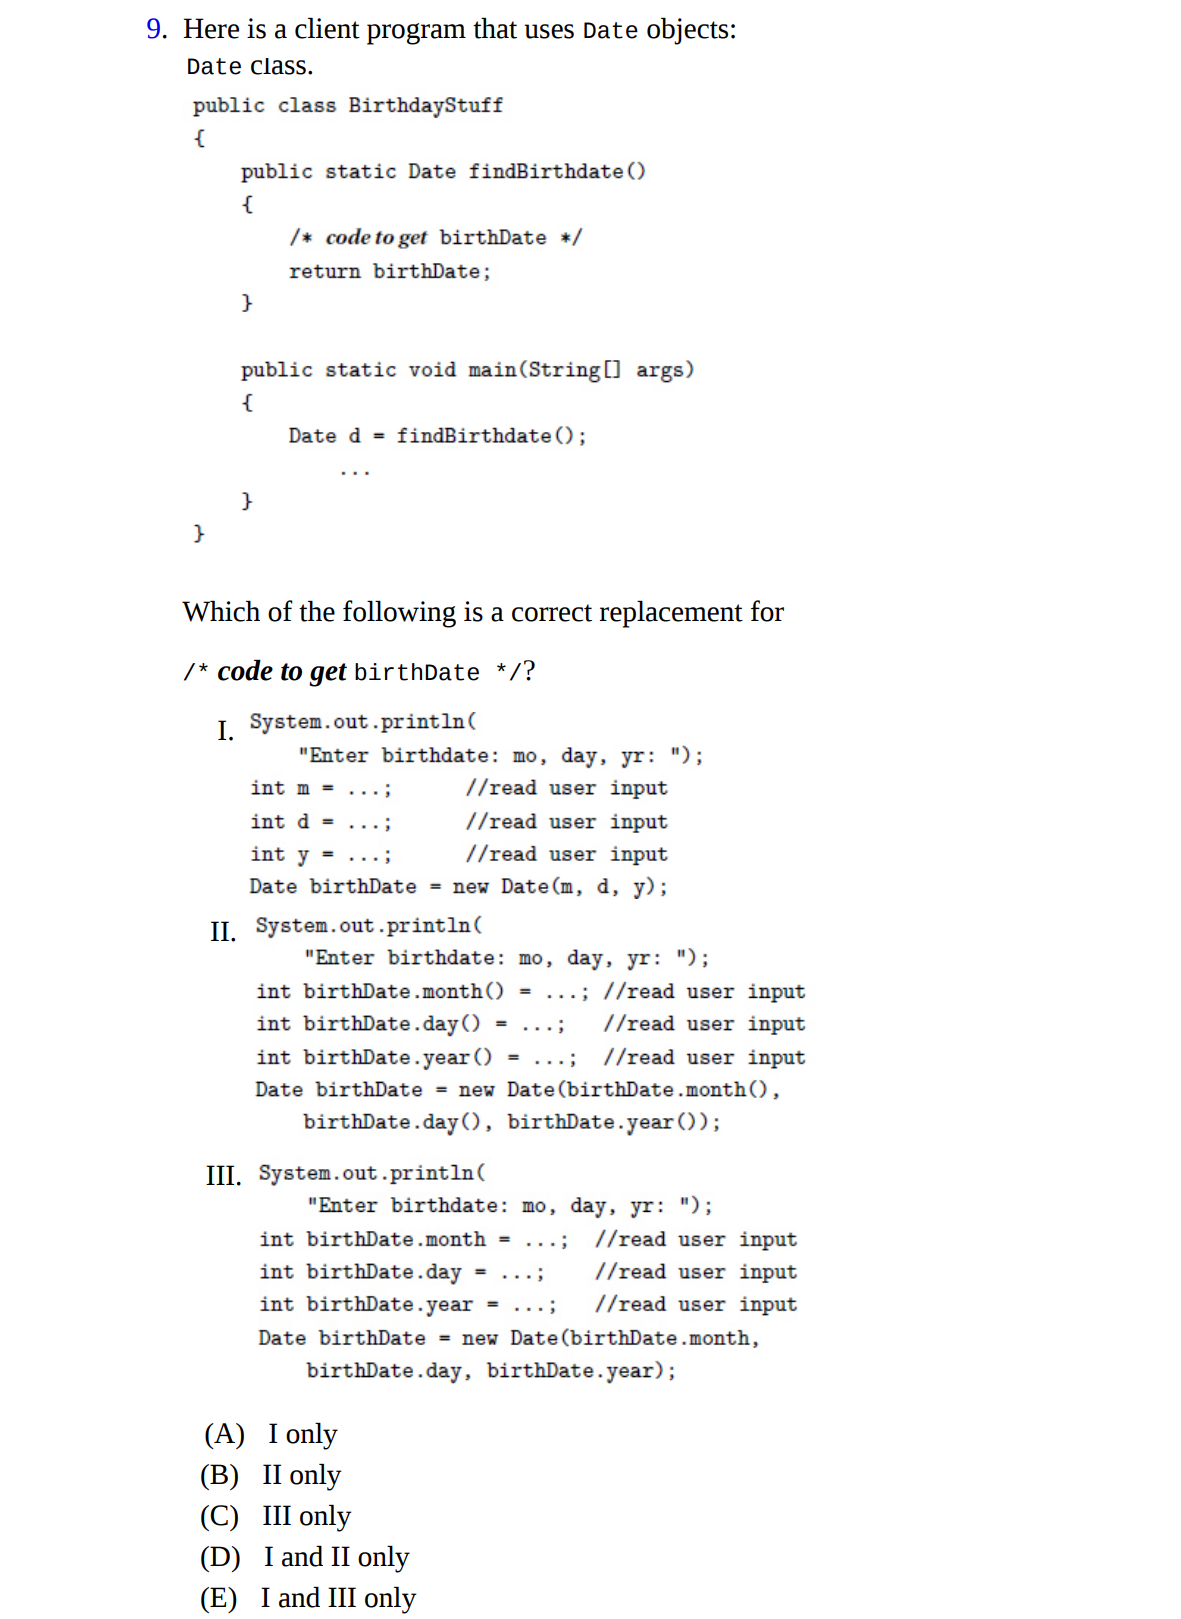 9. Here is a client program that uses Date objects:
Date class.
public class BirthdayStuff
{
public static Date findBirthdate()
{
/* code to get birthDate */
return birthDate;
}
public static void main(String[] args)
{
Date d = findBirthdate();
...
}
}
Which of the following is a correct replacement for
/* code to get birthDate */?
I. System.out.println(
"Enter birthdate: mo, day, yr: ");
int m = ...; //read user input
int d = ...; //read user input
int y = ...; //read user input
Date birthDate = new Date(m, d, y);
II. System.out.println(
"Enter birthdate: mo, day, yr: ");
int birthDate.month() = ...; //read user input
int birthDate.day() = ...; //read user input
int birthDate.year() = ...; //read user input
Date birthDate = new Date(birthDate.month(),
birthDate.day(), birthDate.year());
III. System.out.println(
"Enter birthdate: mo, day, yr: ");
int birthDate.month = ...; //read user input
int birthDate.day = ...; //read user input
int birthDate.year = ...; //read user input
Date birthDate = new Date(birthDate.month,
birthDate.day, birthDate.year);
(A) I only
(B) II only
(C) III only
(D) I and II only
(E) I and III only